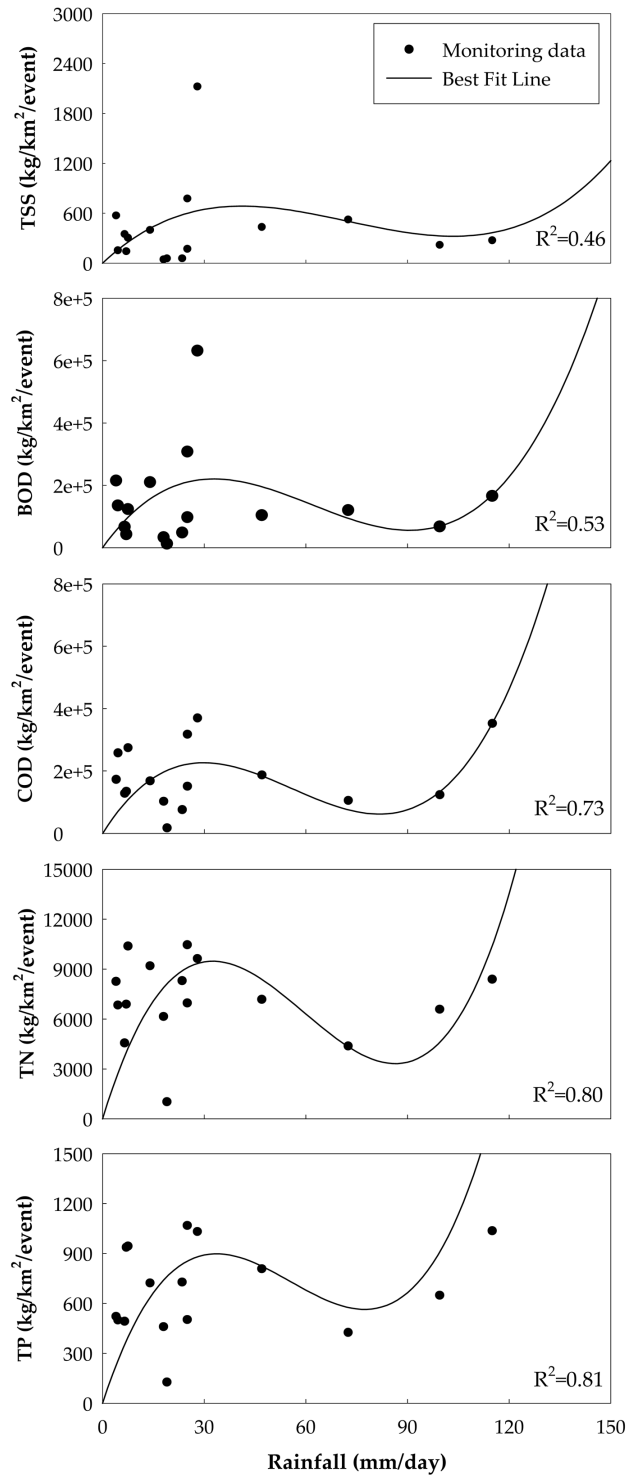 3000
2400
1800
1200
600
0
TSS (kg/km²/event)
Monitoring data
Best Fit Line
R²=0.46
8e+5
6e+5
4e+5
2e+5
0
BOD (kg/km²/event)
R²=0.53
8e+5
6e+5
4e+5
2e+5
0
COD (kg/km²/event)
R²=0.73
15000
12000
9000
6000
3000
0
TN (kg/km²/event)
R²=0.80
1500
1200
900
600
300
0
TP (kg/km²/event)
R²=0.81
0 30 60 90 120 150
Rainfall (mm/day)